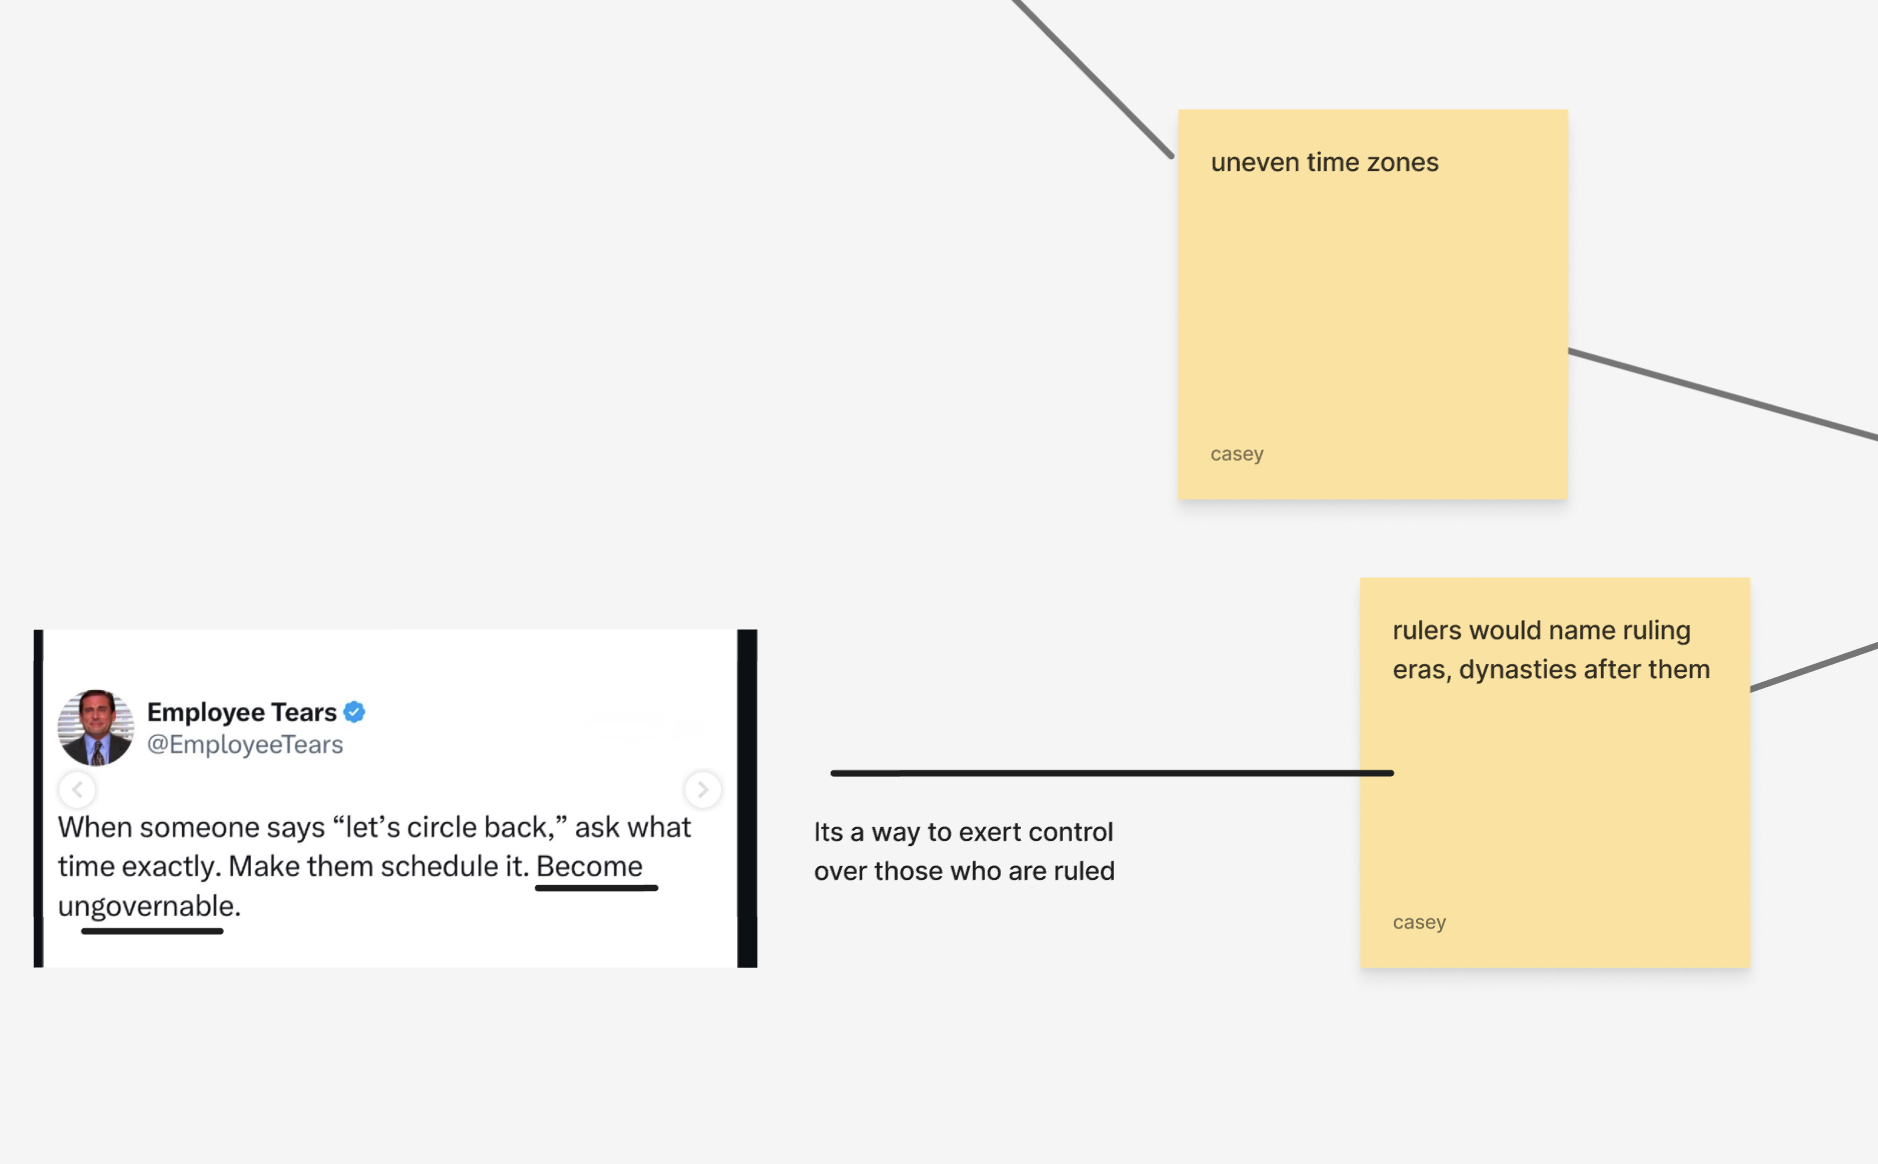 uneven time zones
casey
rulers would name ruling
eras, dynasties after them
casey
Employee Tears
@EmployeeTears
When someone says “let’s circle back,” ask what
time exactly. Make them schedule it. Become
ungovernable.
Its a way to exert control
over those who are ruled